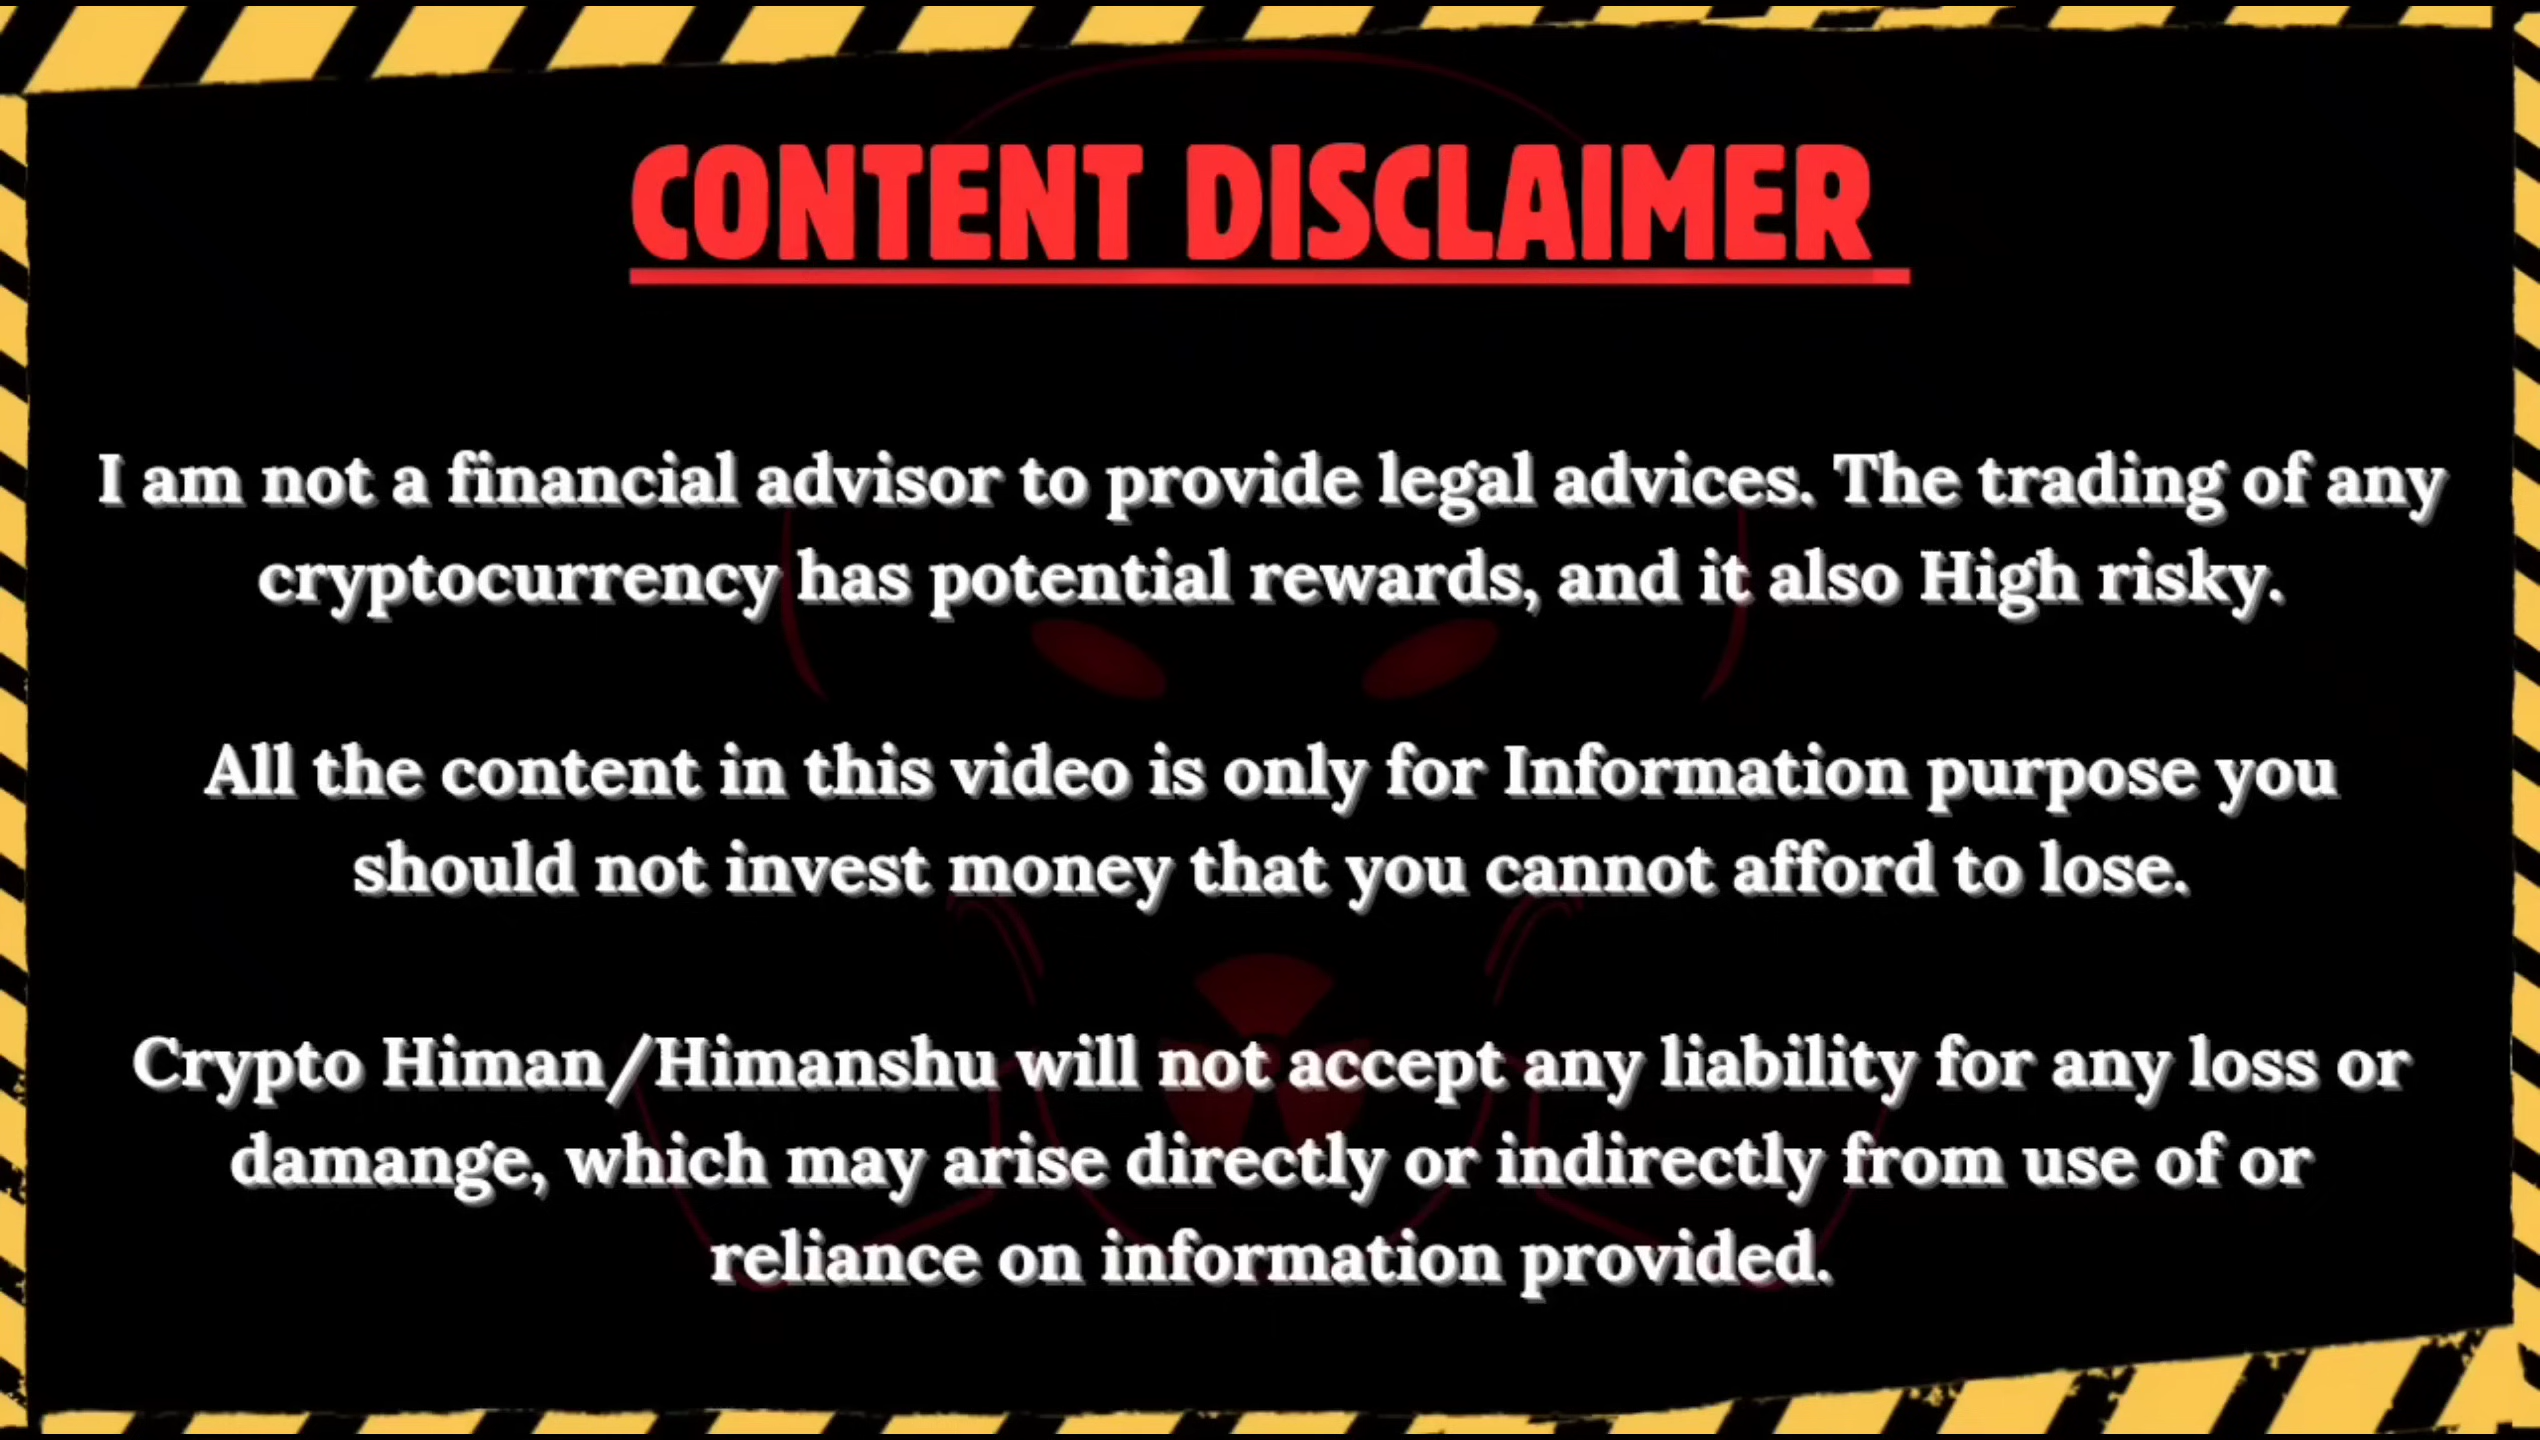 CONTENT DISCLAIMER
I am not a financial advisor to provide legal advices. The trading of any
cryptocurrency has potential rewards, and it also High risky.
All the content in this video is only for Information purpose you
should not invest money that you cannot afford to lose.
Crypto Himan/Himanshu will not accept any liability for any loss or
damange, which may arise directly or indirectly from use of or
reliance on information provided.